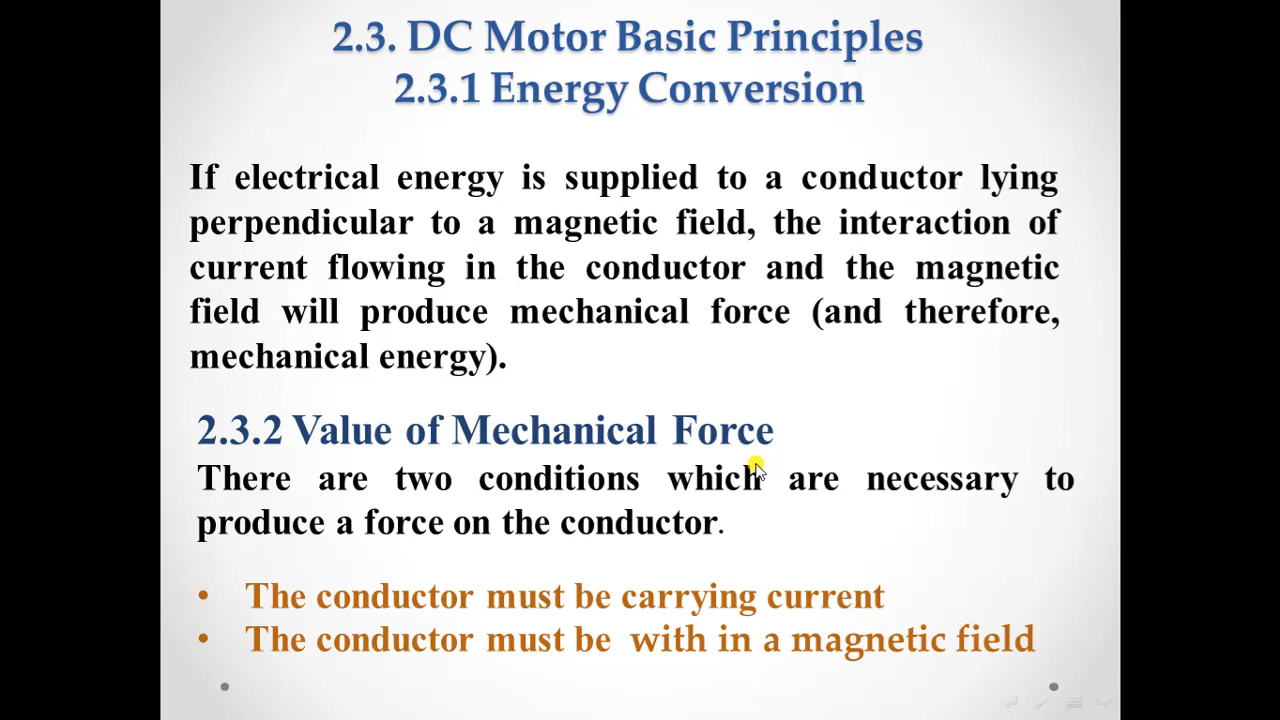 2.3. DC Motor Basic Principles
2.3.1 Energy Conversion
If electrical energy is supplied to a conductor lying
perpendicular to a magnetic field, the interaction of
current flowing in the conductor and the magnetic
field will produce mechanical force (and therefore,
mechanical energy).
2.3.2 Value of Mechanical Force
There are two conditions which are necessary to
produce a force on the conductor.
• The conductor must be carrying current
• The conductor must be with in a magnetic field